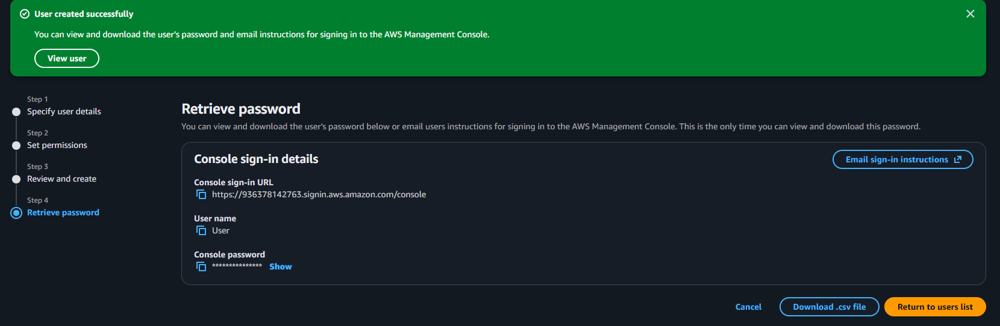 User created successfully
You can view and download the user's password and email instructions for signing in to the AWS Management Console.
View user
Step 1
Specify user details
Step 2
Set permissions
Step 3
Review and create
Step 4
Retrieve password
Retrieve password
You can view and download the user's password below or email users instructions for signing in to the AWS Management Console. This is the only time you can view and download this password.
Console sign-in details
Email sign-in instructions
Console sign-in URL
https://936378142763.signin.aws.amazon.com/console
User name
User
Console password
*************** Show
Cancel
Download .csv file
Return to users list